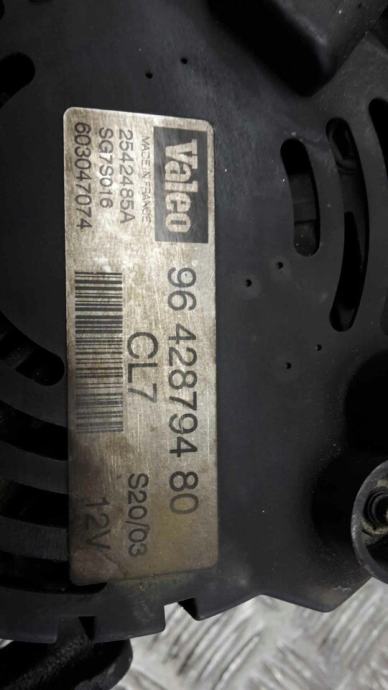 Valeo
MADE IN FRANCE
2542485A
SG7S016
603047074
96 428794 80
CL7
S20/03
12V